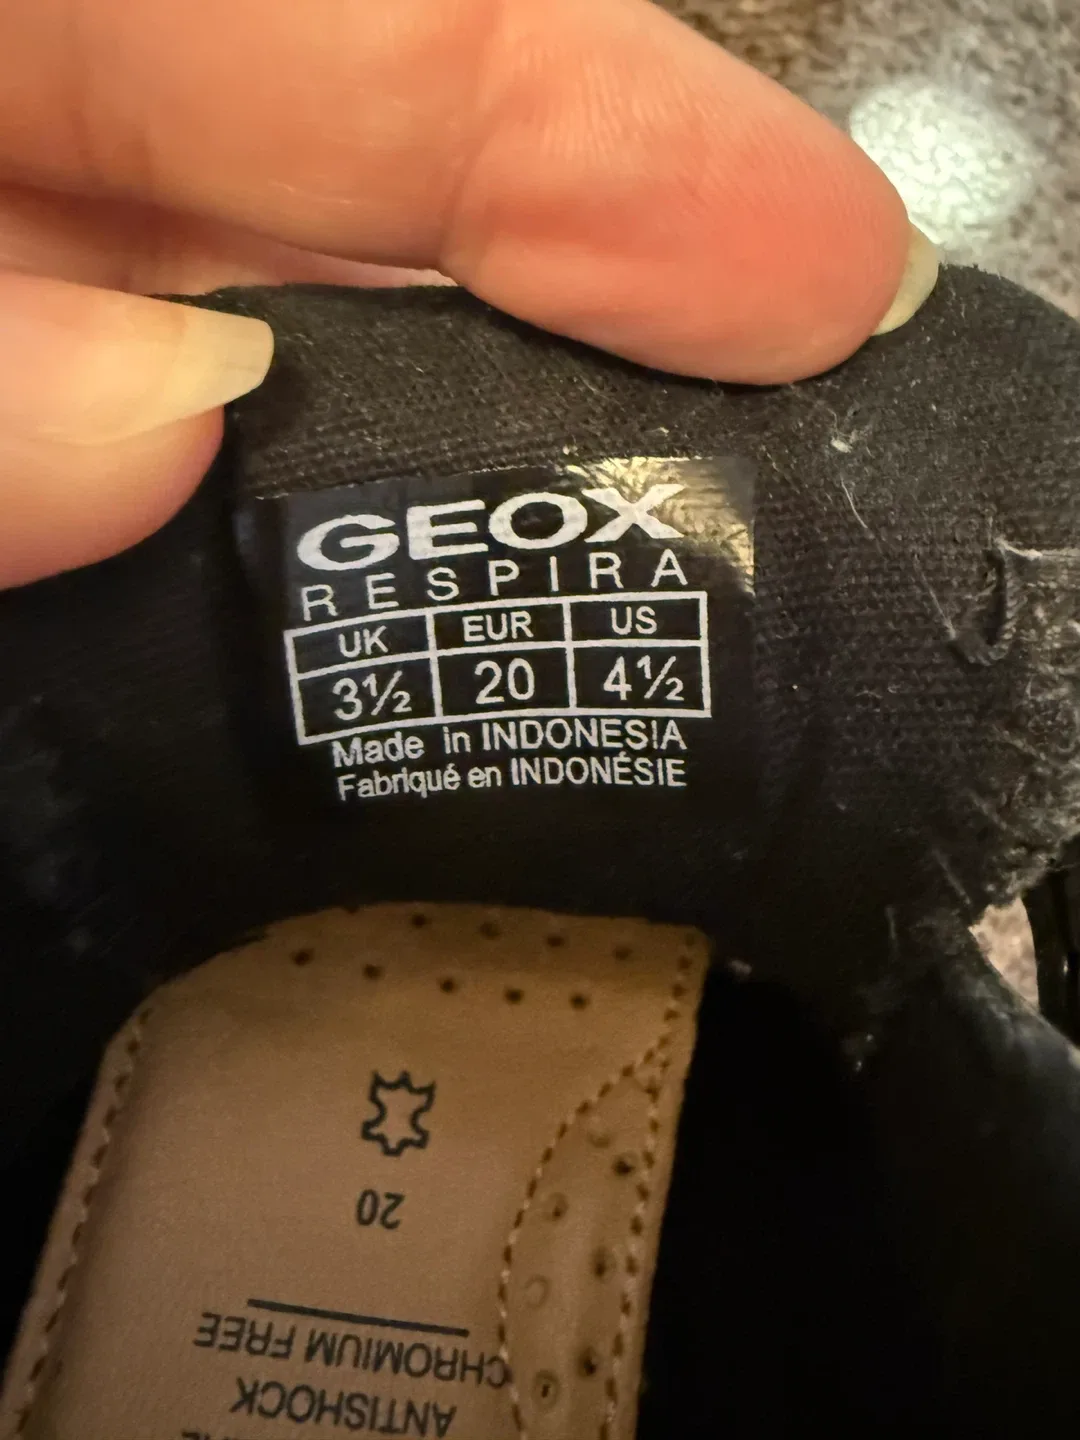 GEOX
RESPIRA
UK EUR US
3½ 20 4½
Made in INDONESIA
Fabriqué en INDONÉSIE
20
CHROMIUM FREE
ANTISHOCK